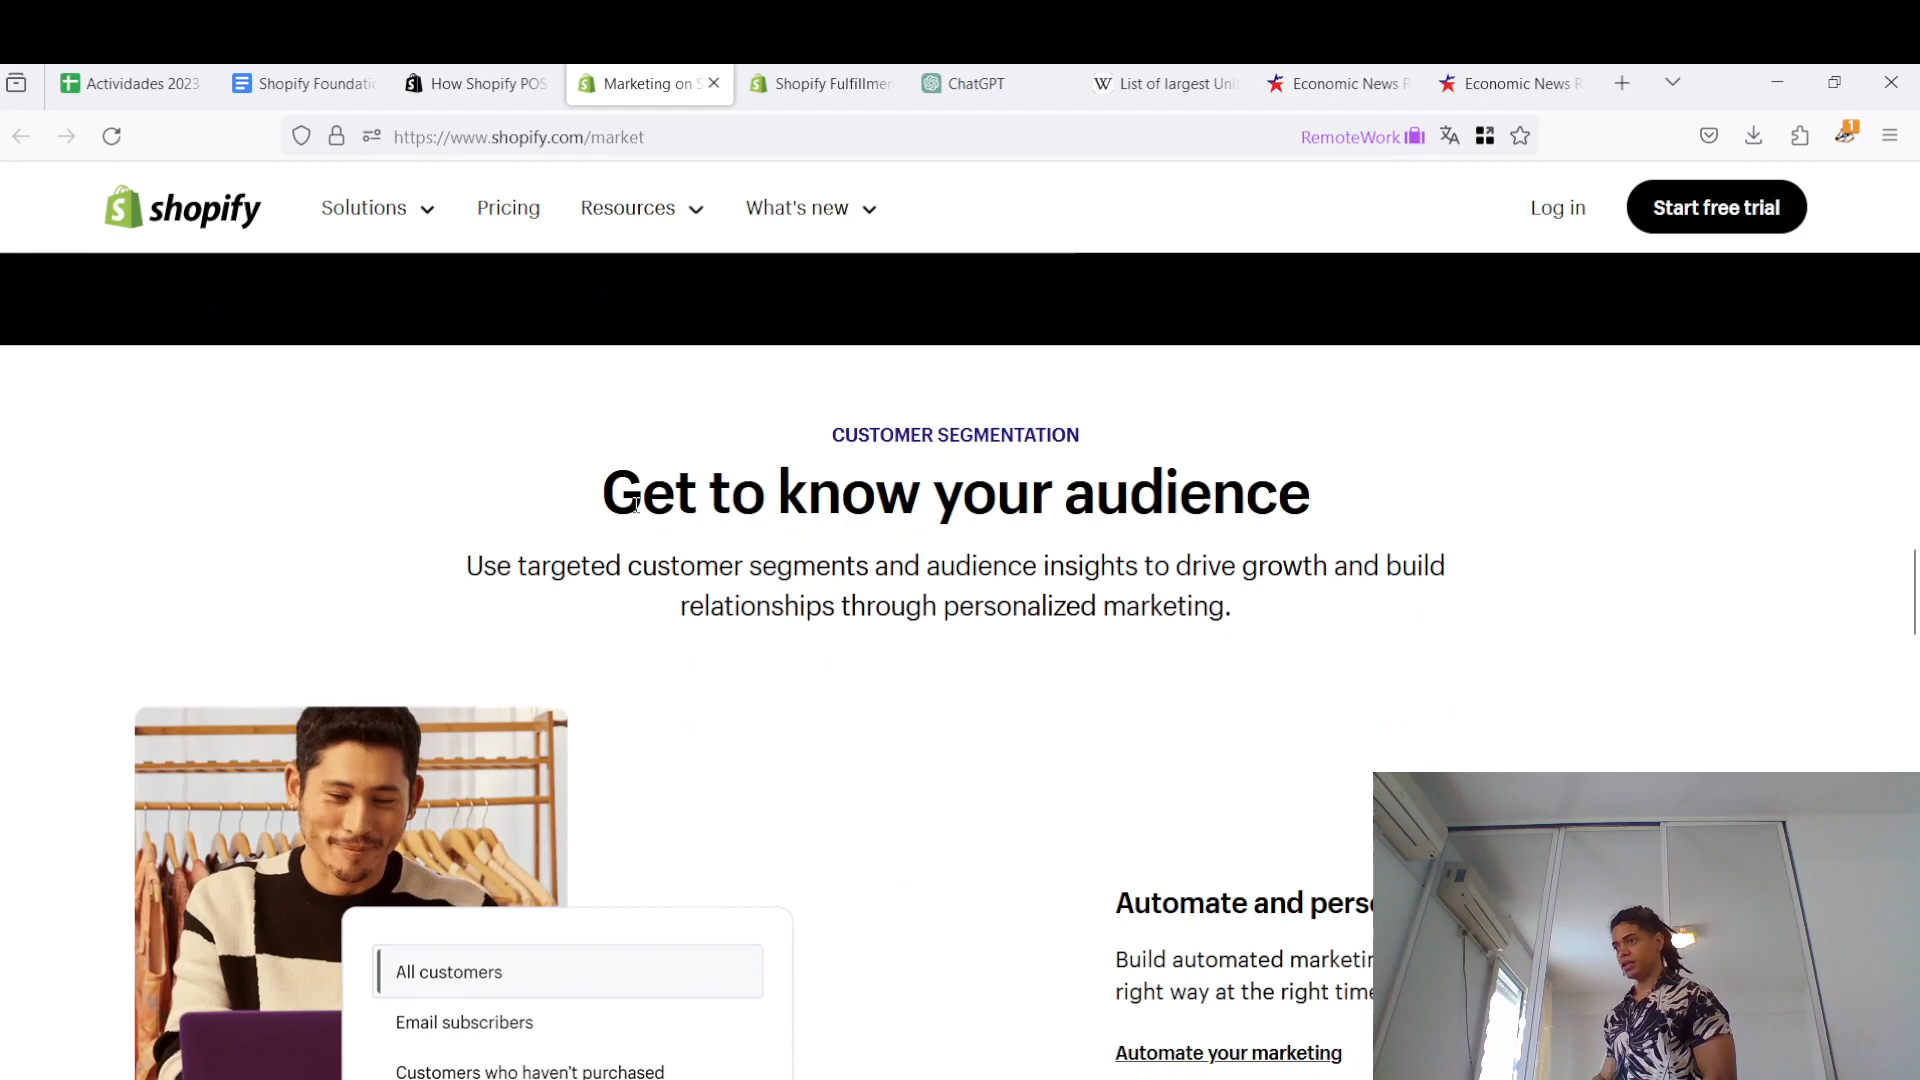 Actividades 2023
Shopify Foundatic
How Shopify POS
Marketing on S
Shopify Fulfillmen
ChatGPT
List of largest Uni
Economic News R
Economic News R
https://www.shopify.com/market
RemoteWork
1
shopify
Solutions
Pricing
Resources
What's new
Log in
Start free trial
CUSTOMER SEGMENTATION
Get to know your audience
Use targeted customer segments and audience insights to drive growth and build
relationships through personalized marketing.
All customers
Email subscribers
Customers who haven't purchased
Automate and pers
Build automated marketin
right way at the right time
Automate your marketing